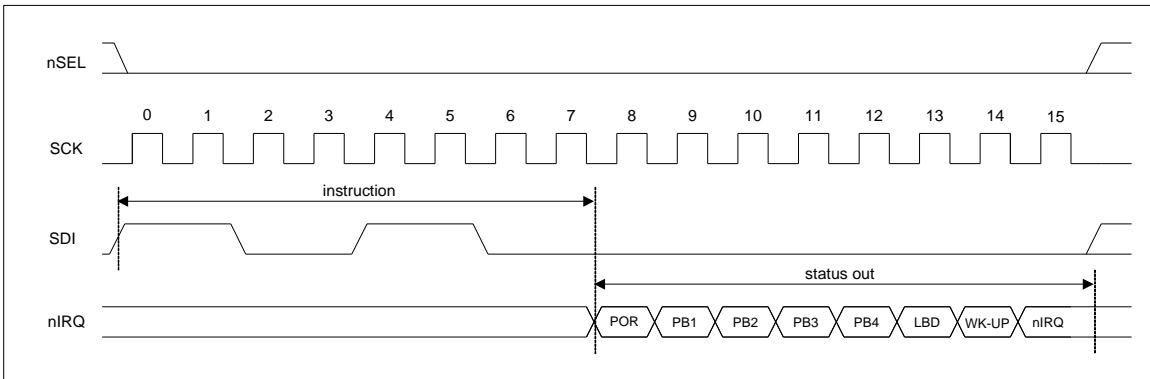 nSEL
0 1 2 3 4 5 6 7 8 9 10 11 12 13 14 15
SCK
instruction
SDI
status out
nIRQ POR PB1 PB2 PB3 PB4 LBD WK-UP nIRQ